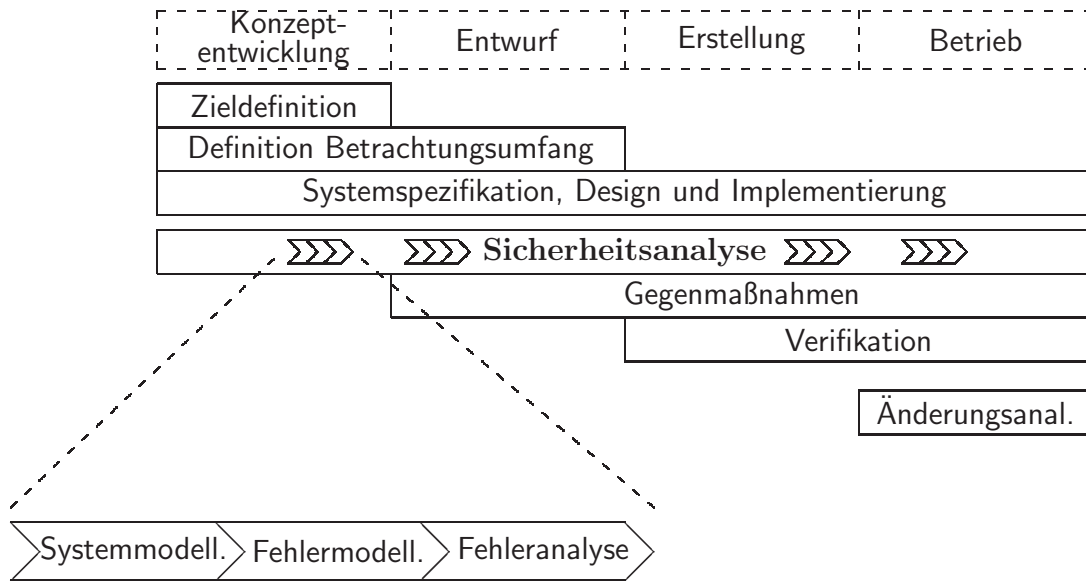 Konzept-
entwicklung
Entwurf
Erstellung
Betrieb
Zieldefinition
Definition Betrachtungsumfang
Systemspezifikation, Design und Implementierung
Sicherheitsanalyse
Gegenmaßnahmen
Verifikation
Änderungsanal.
Systemmodell.
Fehlermodell.
Fehleranalyse